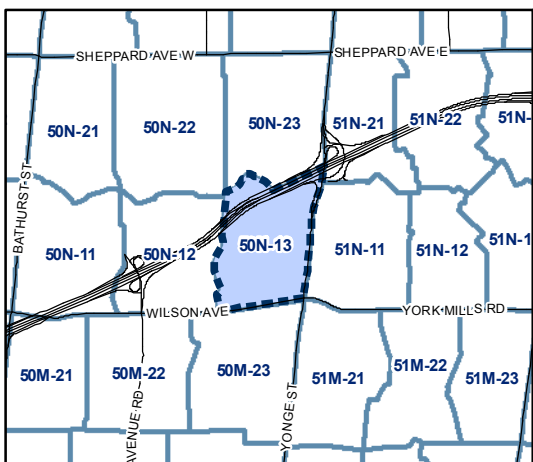 SHEPPARD AVE W
SHEPPARD AVE E
50N-21
50N-22
50N-23
51N-21
51N-22
51N-
BATHURST ST
50N-11
50N-12
50N-13
51N-11
51N-12
51N-1
WILSON AVE
YORK MILLS RD
50M-21
50M-22
50M-23
51M-21
51M-22
51M-23
AVENUE RD
YONGE ST